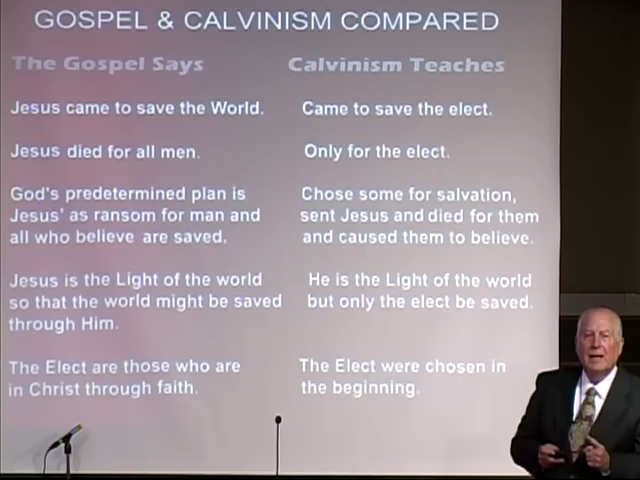 GOSPEL & CALVINISM COMPARED
The Gospel Says
Calvinism Teaches
Jesus came to save the World.
Came to save the elect.
Jesus died for all men.
Only for the elect.
God's predetermined plan is
Jesus' as ransom for man and
all who believe are saved.
Chose some for salvation,
sent Jesus and died for them
and caused them to believe.
Jesus is the Light of the world
so that the world might be saved
through Him.
He is the Light of the world
but only the elect be saved.
The Elect are those who are
in Christ through faith.
The Elect were chosen in
the beginning.